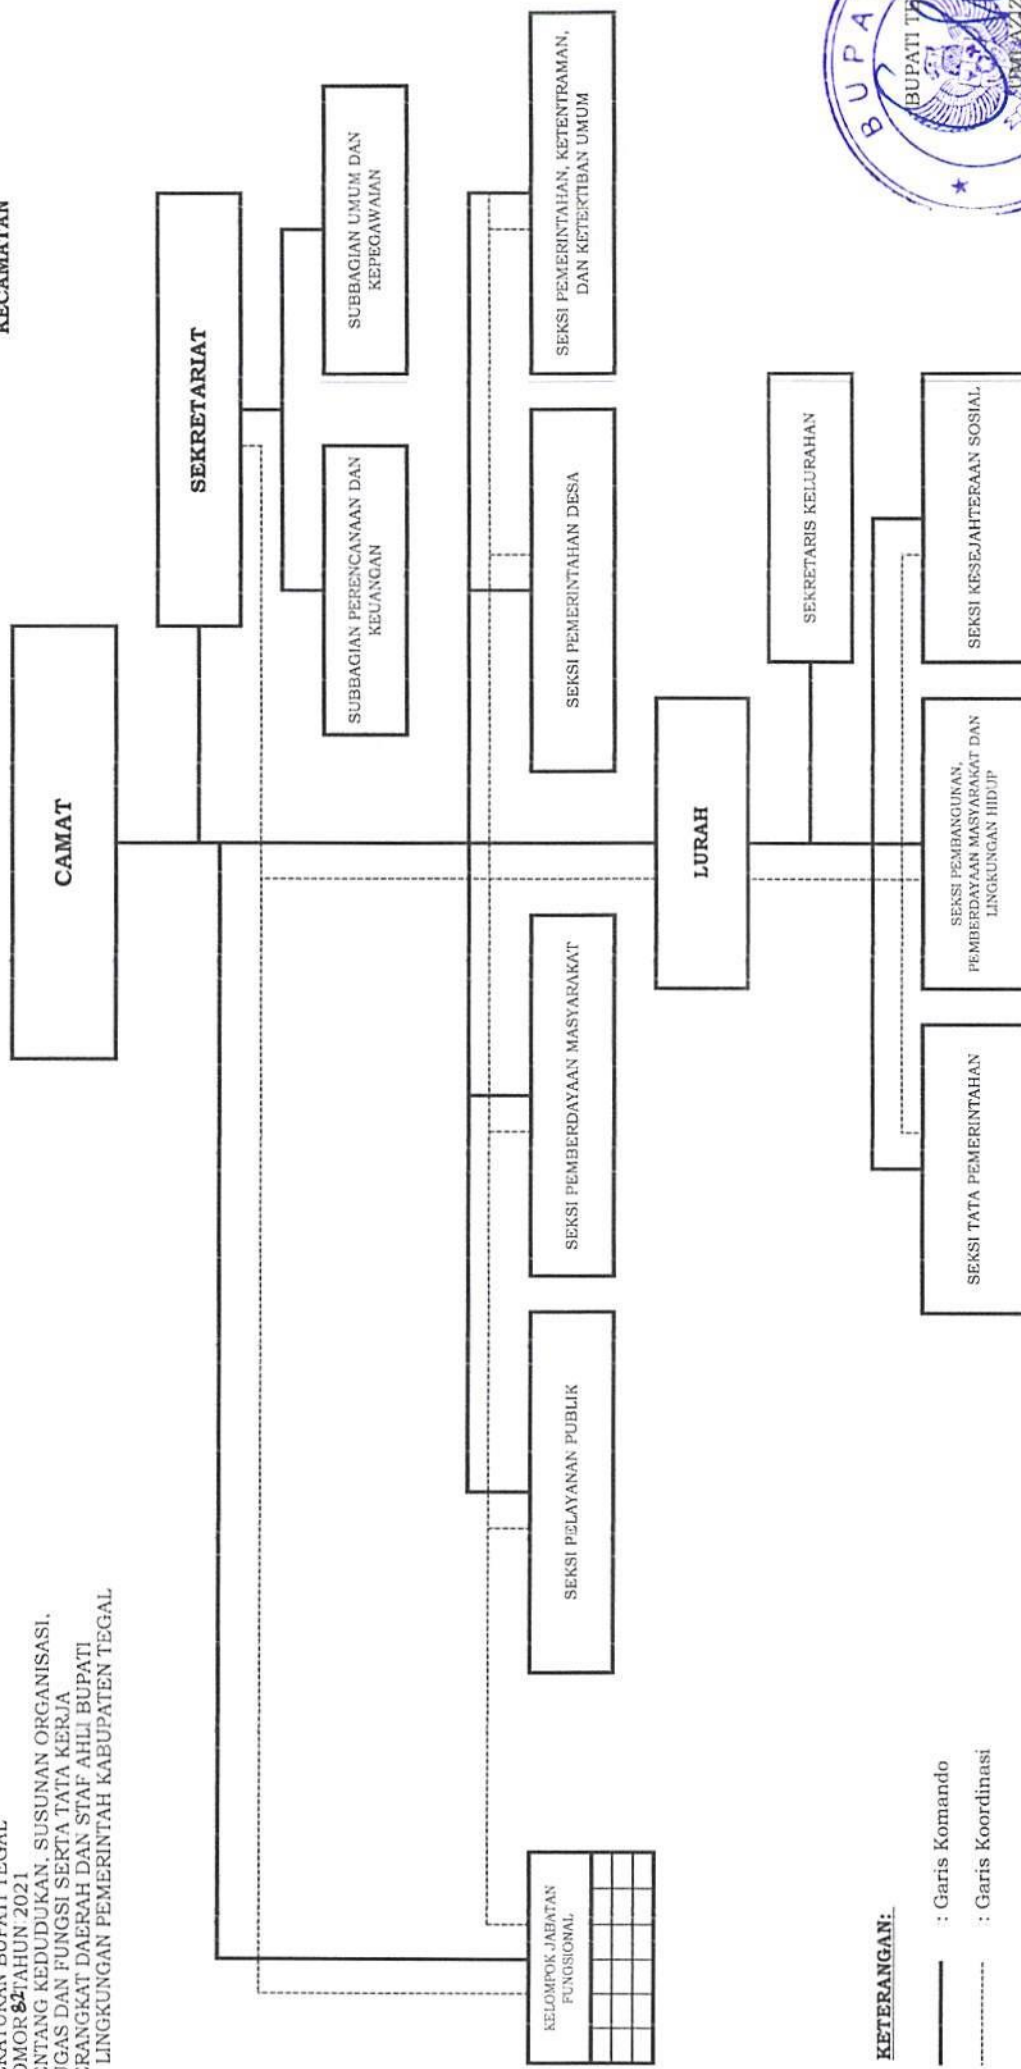 PERATURAN BUPATI TEGAL
NOMOR 82 TAHUN 2021
TENTANG KEDUDUKAN, SUSUNAN ORGANISASI,
TUGAS DAN FUNGSI SERTA TATA KERJA
PERANGKAT DAERAH DAN STAF AHLI BUPATI
LINGKUNGAN PEMERINTAH KABUPATEN TEGAL
KECAMATAN
CAMAT
SEKRETARIAT
SUBBAGIAN PERENCANAAN DAN
KEUANGAN
SUBBAGIAN UMUM DAN
KEPEGAWAIAN
KELOMPOK JABATAN
FUNGSIONAL
SEKSI PELAYANAN PUBLIK
SEKSI PEMBERDAYAAN MASYARAKAT
SEKSI PEMERINTAHAN DESA
SEKSI PEMERINTAHAN, KETENTRAMAN,
DAN KETERTIBAN UMUM
LURAH
SEKRETARIS KELURAHAN
SEKSI TATA PEMERINTAHAN
SEKSI PEMBANGUNAN,
PEMBERDAYAAN MASYARAKAT DAN
LINGKUNGAN HIDUP
SEKSI KESEJAHTERAAN SOSIAL
KETERANGAN:
: Garis Komando
: Garis Koordinasi
BUPATI